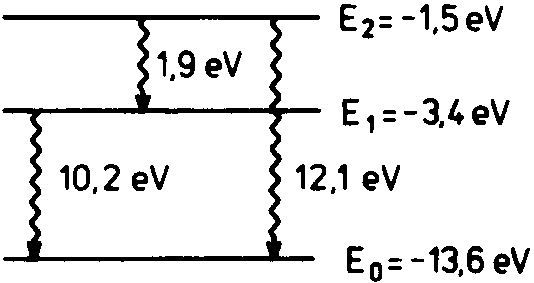 E₂ = -1,5 eV
1,9 eV
E₁ = -3,4 eV
10,2 eV 12,1 eV
E₀ = -13,6 eV